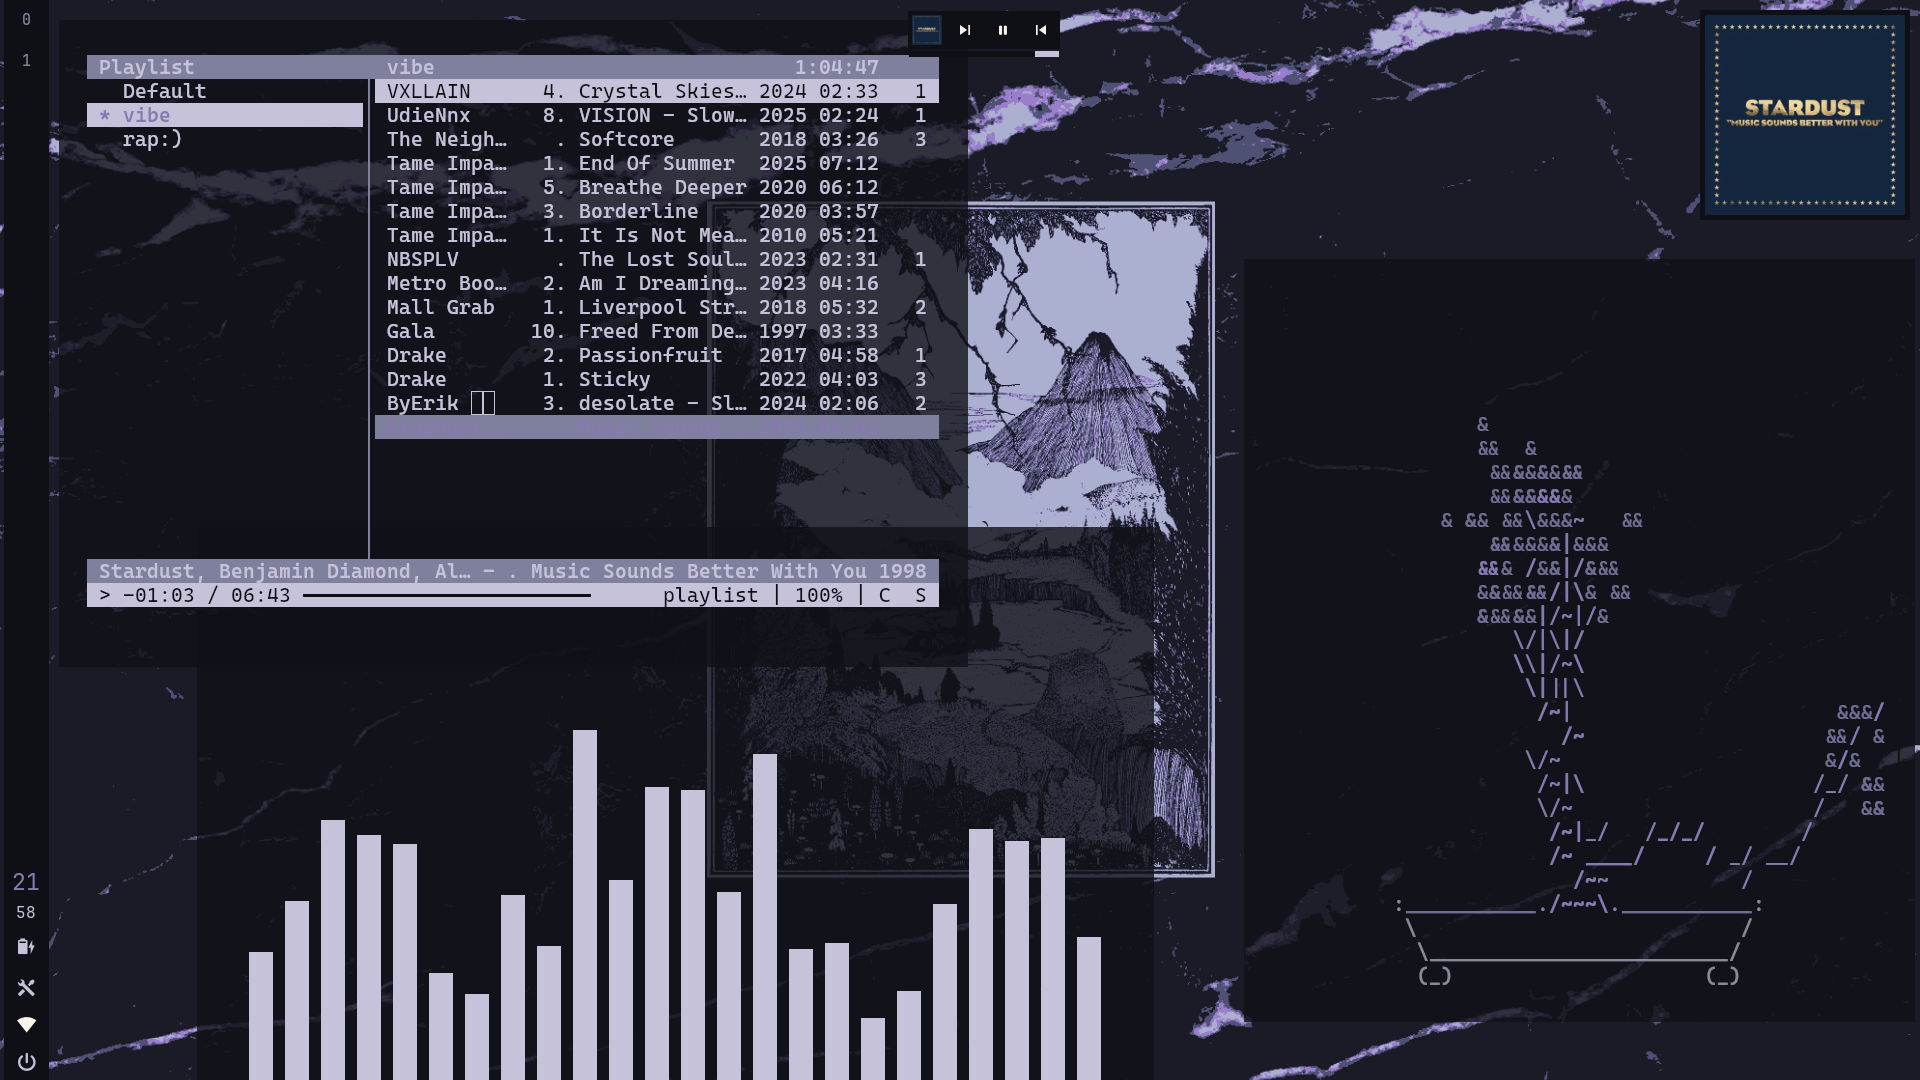 0
1
Playlist
Default
* vibe
rap:)
vibe 1:04:47
VXLLAIN 4. Crystal Skies… 2024 02:33 1
UdieNnx 8. VISION - Slow… 2025 02:24 1
The Neigh… . Softcore 2018 03:26 3
Tame Impa… 1. End Of Summer 2025 07:12
Tame Impa… 5. Breathe Deeper 2020 06:12
Tame Impa… 3. Borderline 2020 03:57
Tame Impa… 1. It Is Not Mea… 2010 05:21
NBSPLV . The Lost Soul… 2023 02:31 1
Metro Boo… 2. Am I Dreaming… 2023 04:16
Mall Grab 1. Liverpool Str… 2018 05:32 2
Gala 10. Freed From De… 1997 03:33
Drake 2. Passionfruit 2017 04:58 1
Drake 1. Sticky 2022 04:03 3
ByErik 3. desolate - Sl… 2024 02:06 2
Stardust, Benjamin Diamond, Al… - . Music Sounds Better With You 1998
> -01:03 / 06:43 playlist | 100% | C S
STARDUST
"MUSIC SOUNDS BETTER WITH YOU"
21
58